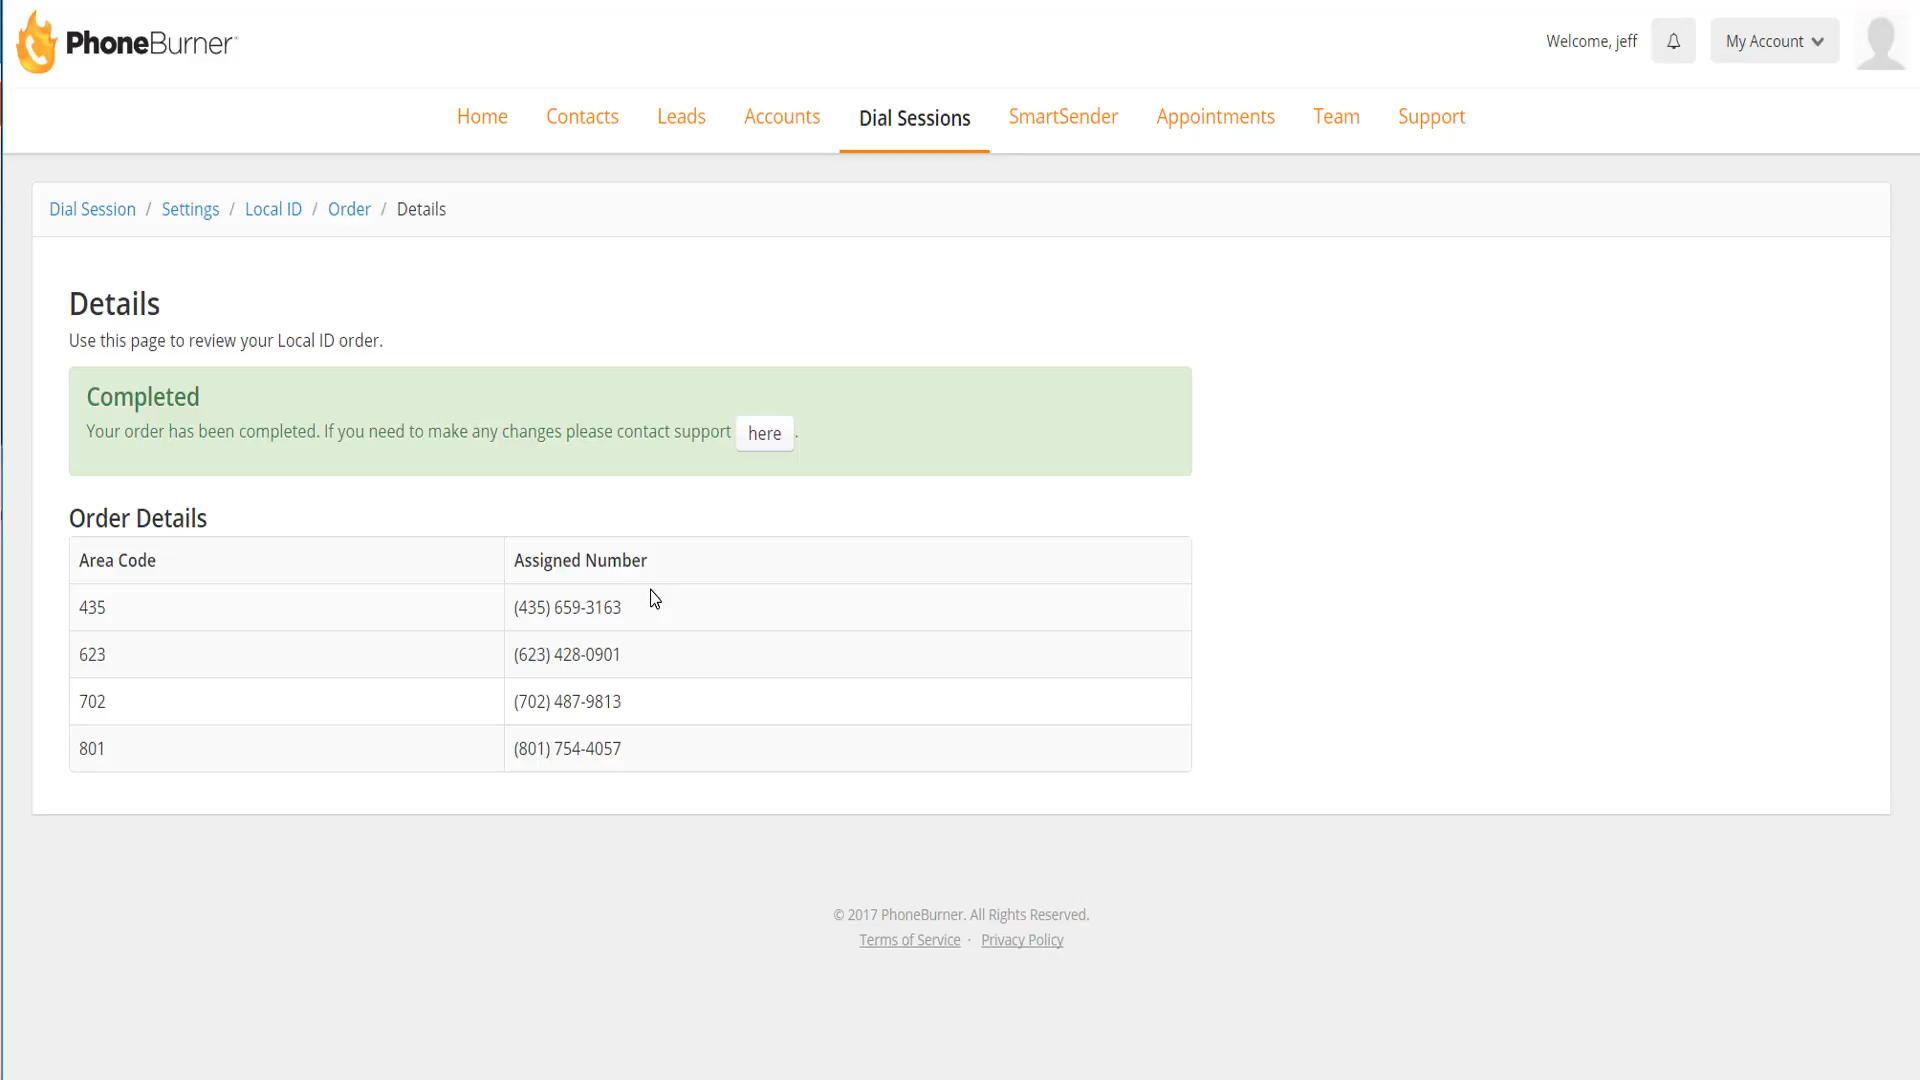 PhoneBurner
Welcome, jeff
My Account
Home Contacts Leads Accounts Dial Sessions SmartSender Appointments Team Support
Dial Session / Settings / Local ID / Order / Details
Details
Use this page to review your Local ID order.
Completed
Your order has been completed. If you need to make any changes please contact support here .
Order Details
Area Code Assigned Number
435 (435) 659-3163
623 (623) 428-0901
702 (702) 487-9813
801 (801) 754-4057
© 2017 PhoneBurner. All Rights Reserved.
Terms of Service · Privacy Policy